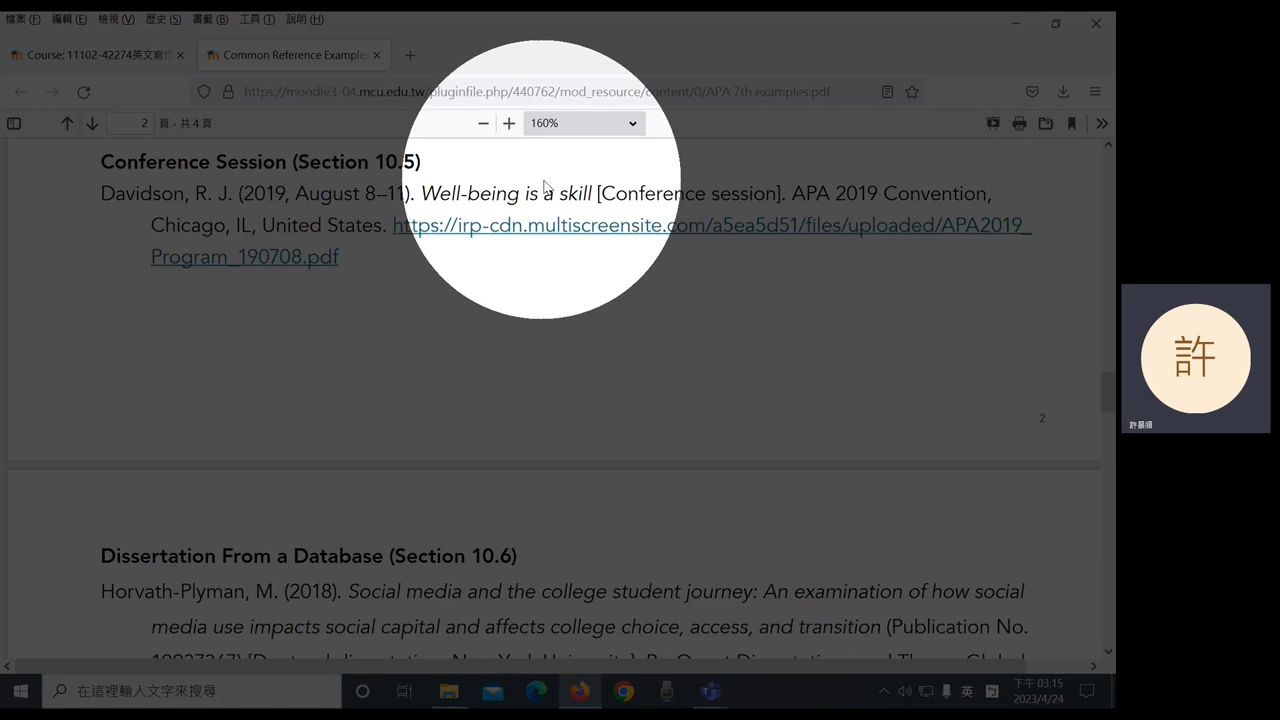 檔案 (F) 編輯 (E) 檢視 (V) 歷史 (S) 書籤 (B) 工具 (T) 說明 (H)
Course: 11102-42274英文寫作
Common Reference Example
https://moodle3-04.mcu.edu.tw/pluginfile.php/440762/mod_resource/content/0/APA 7th examples.pdf
2 頁，共 4 頁
160%
Conference Session (Section 10.5)
Davidson, R. J. (2019, August 8–11). Well-being is a skill [Conference session]. APA 2019 Convention,
Chicago, IL, United States. https://irp-cdn.multiscreensite.com/a5ea5d51/files/uploaded/APA2019_
Program_190708.pdf
2
Dissertation From a Database (Section 10.6)
Horvath-Plyman, M. (2018). Social media and the college student journey: An examination of how social
media use impacts social capital and affects college choice, access, and transition (Publication No.
許
許景順
在這裡輸入文字來搜尋
英
下午 03:15
2023/4/24